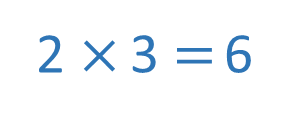 2 × 3 = 6